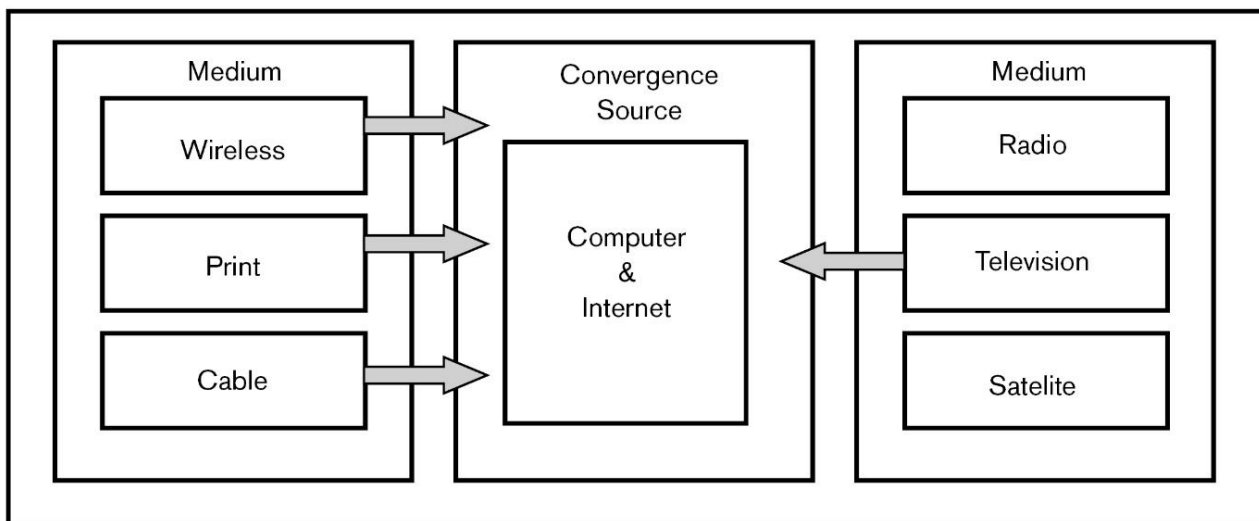 Medium
Wireless
Print
Cable
Convergence
Source
Computer
&
Internet
Medium
Radio
Television
Satelite